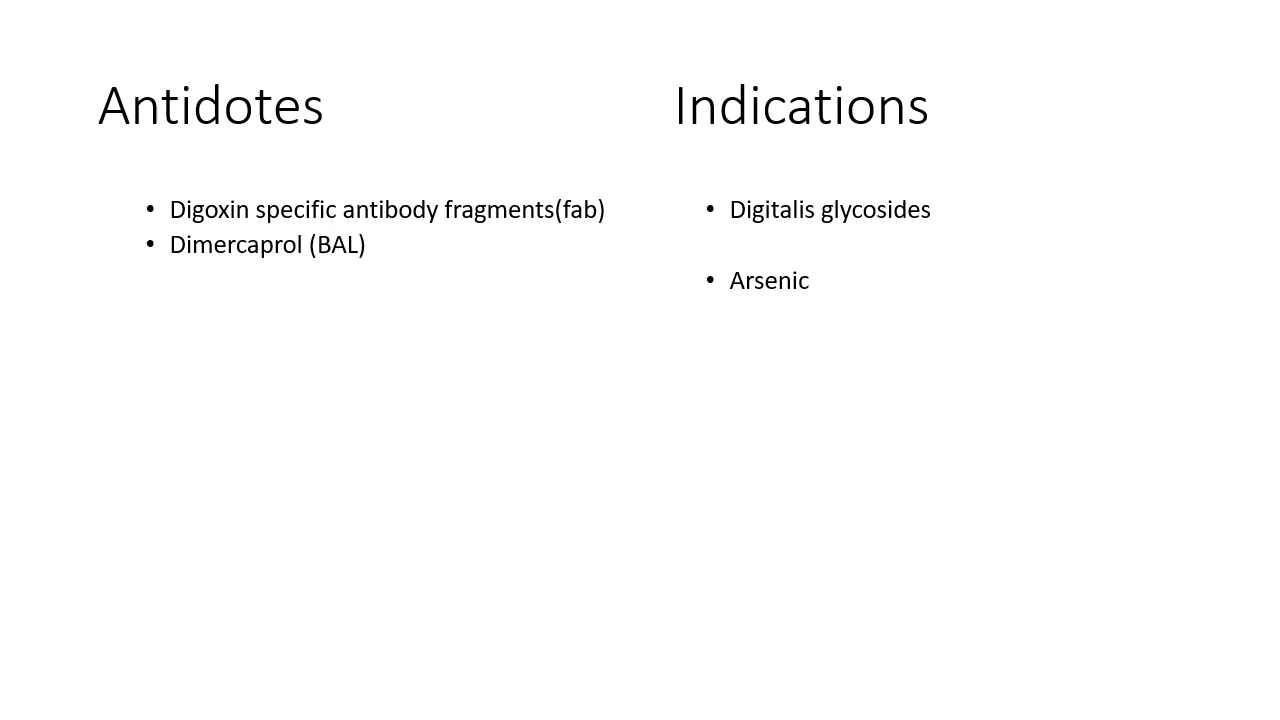 Antidotes
Indications
• Digoxin specific antibody fragments(fab)
• Dimercaprol (BAL)
• Digitalis glycosides
• Arsenic